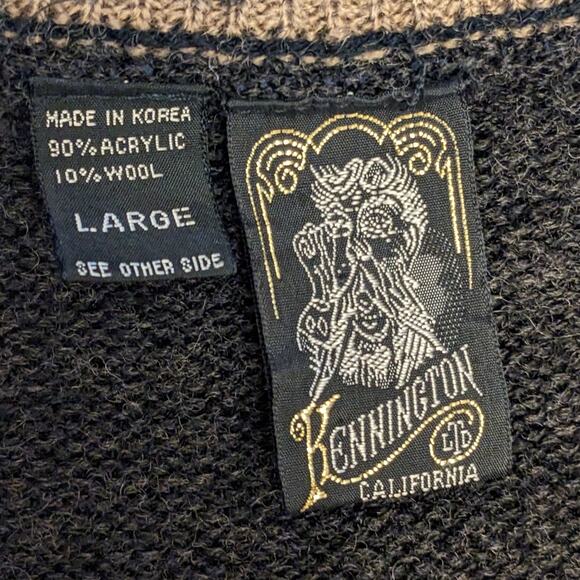 MADE IN KOREA
90% ACRYLIC
10% WOOL
LARGE
SEE OTHER SIDE
KENNINGTON
LTD
CALIFORNIA